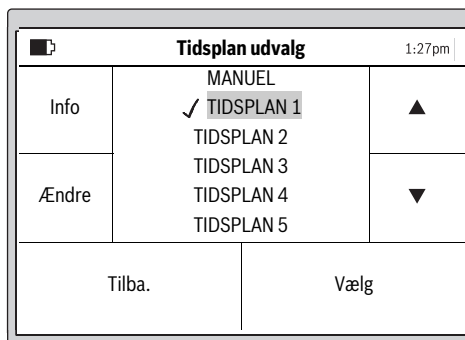 Tidsplan udvalg 1:27pm
MANUEL
Info ✓ TIDSPLAN 1 ▲
TIDSPLAN 2
TIDSPLAN 3
Ændre TIDSPLAN 4 ▼
TIDSPLAN 5
Tilba. Vælg